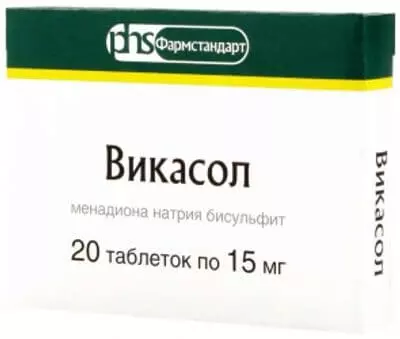 phs Фармстандарт
Викасол
менадиона натрия бисульфит
20 таблеток по 15 мг
Викасол